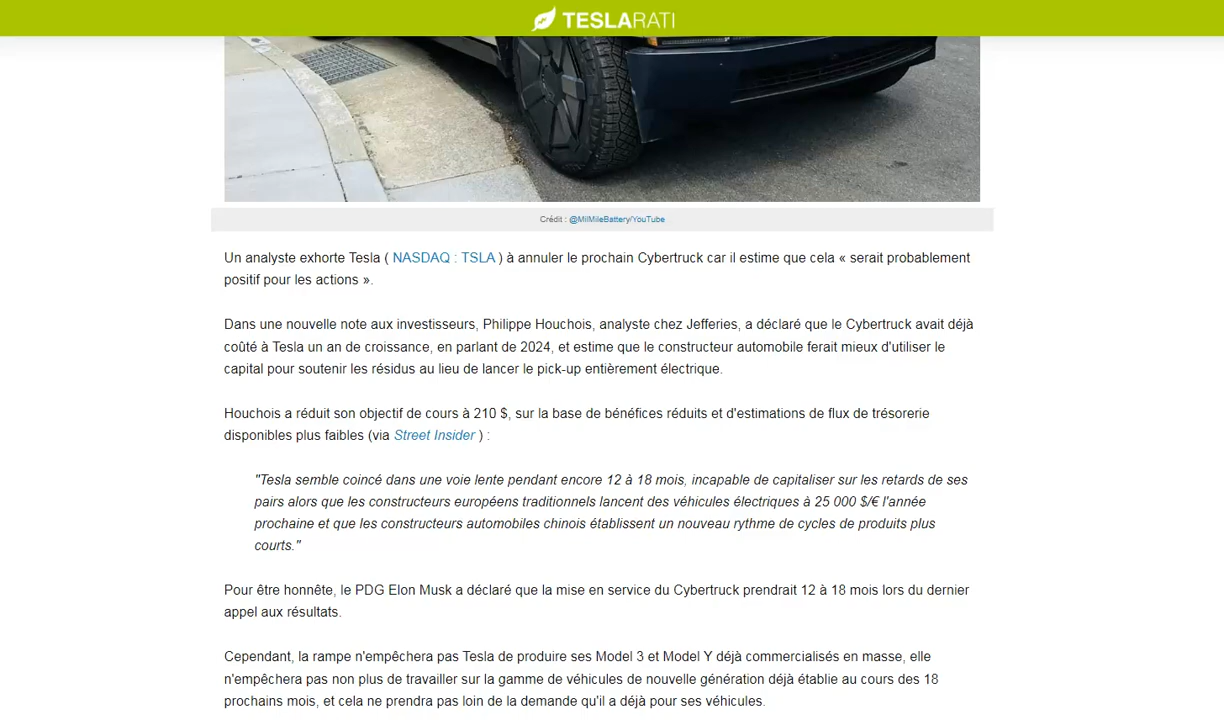 TESLARATI
Crédit : @MilMileBattery/YouTube
Un analyste exhorte Tesla ( NASDAQ : TSLA ) à annuler le prochain Cybertruck car il estime que cela « serait probablement
positif pour les actions ».
Dans une nouvelle note aux investisseurs, Philippe Houchois, analyste chez Jefferies, a déclaré que le Cybertruck avait déjà
coûté à Tesla un an de croissance, en parlant de 2024, et estime que le constructeur automobile ferait mieux d'utiliser le
capital pour soutenir les résidus au lieu de lancer le pick-up entièrement électrique.
Houchois a réduit son objectif de cours à 210 $, sur la base de bénéfices réduits et d'estimations de flux de trésorerie
disponibles plus faibles (via Street Insider ) :
"Tesla semble coincé dans une voie lente pendant encore 12 à 18 mois, incapable de capitaliser sur les retards de ses
pairs alors que les constructeurs européens traditionnels lancent des véhicules électriques à 25 000 $/€ l'année
prochaine et que les constructeurs automobiles chinois établissent un nouveau rythme de cycles de produits plus
courts."
Pour être honnête, le PDG Elon Musk a déclaré que la mise en service du Cybertruck prendrait 12 à 18 mois lors du dernier
appel aux résultats.
Cependant, la rampe n'empêchera pas Tesla de produire ses Model 3 et Model Y déjà commercialisés en masse, elle
n'empêchera pas non plus de travailler sur la gamme de véhicules de nouvelle génération déjà établie au cours des 18
prochains mois, et cela ne prendra pas loin de la demande qu'il a déjà pour ses véhicules.